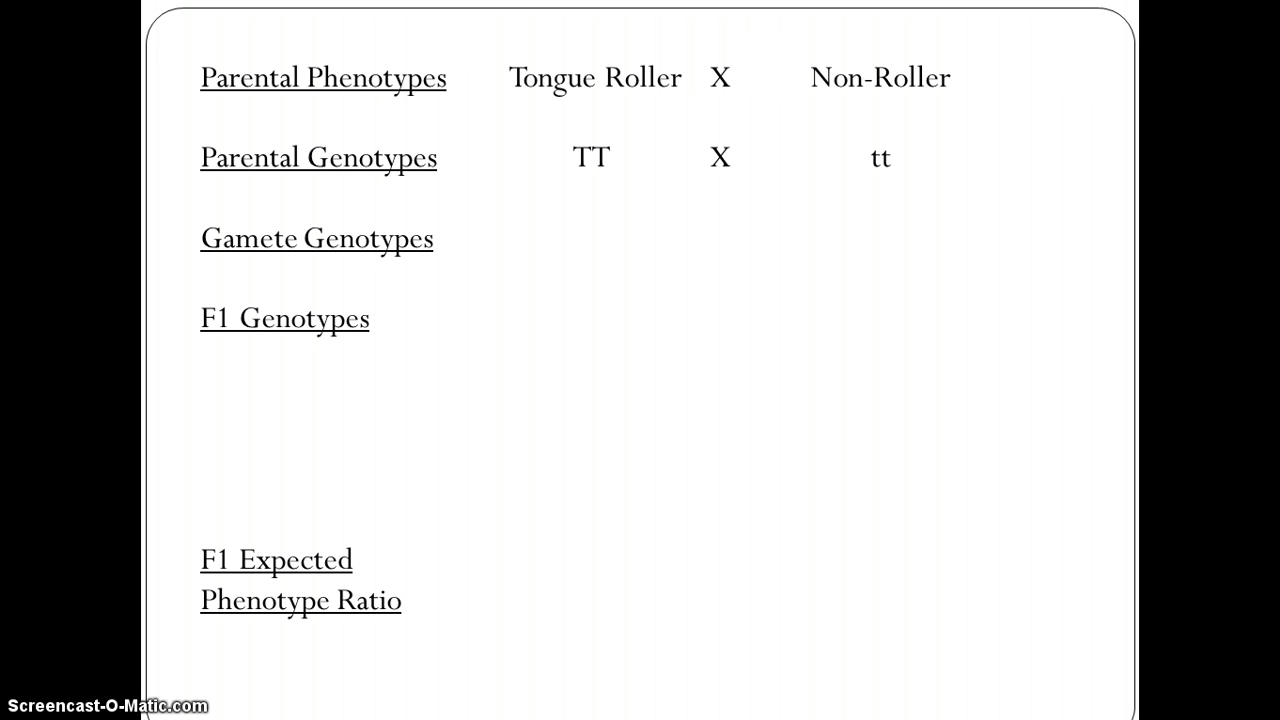 Parental Phenotypes Tongue Roller X Non-Roller
Parental Genotypes TT X tt
Gamete Genotypes
F1 Genotypes
F1 Expected
Phenotype Ratio
Screencast-O-Matic.com